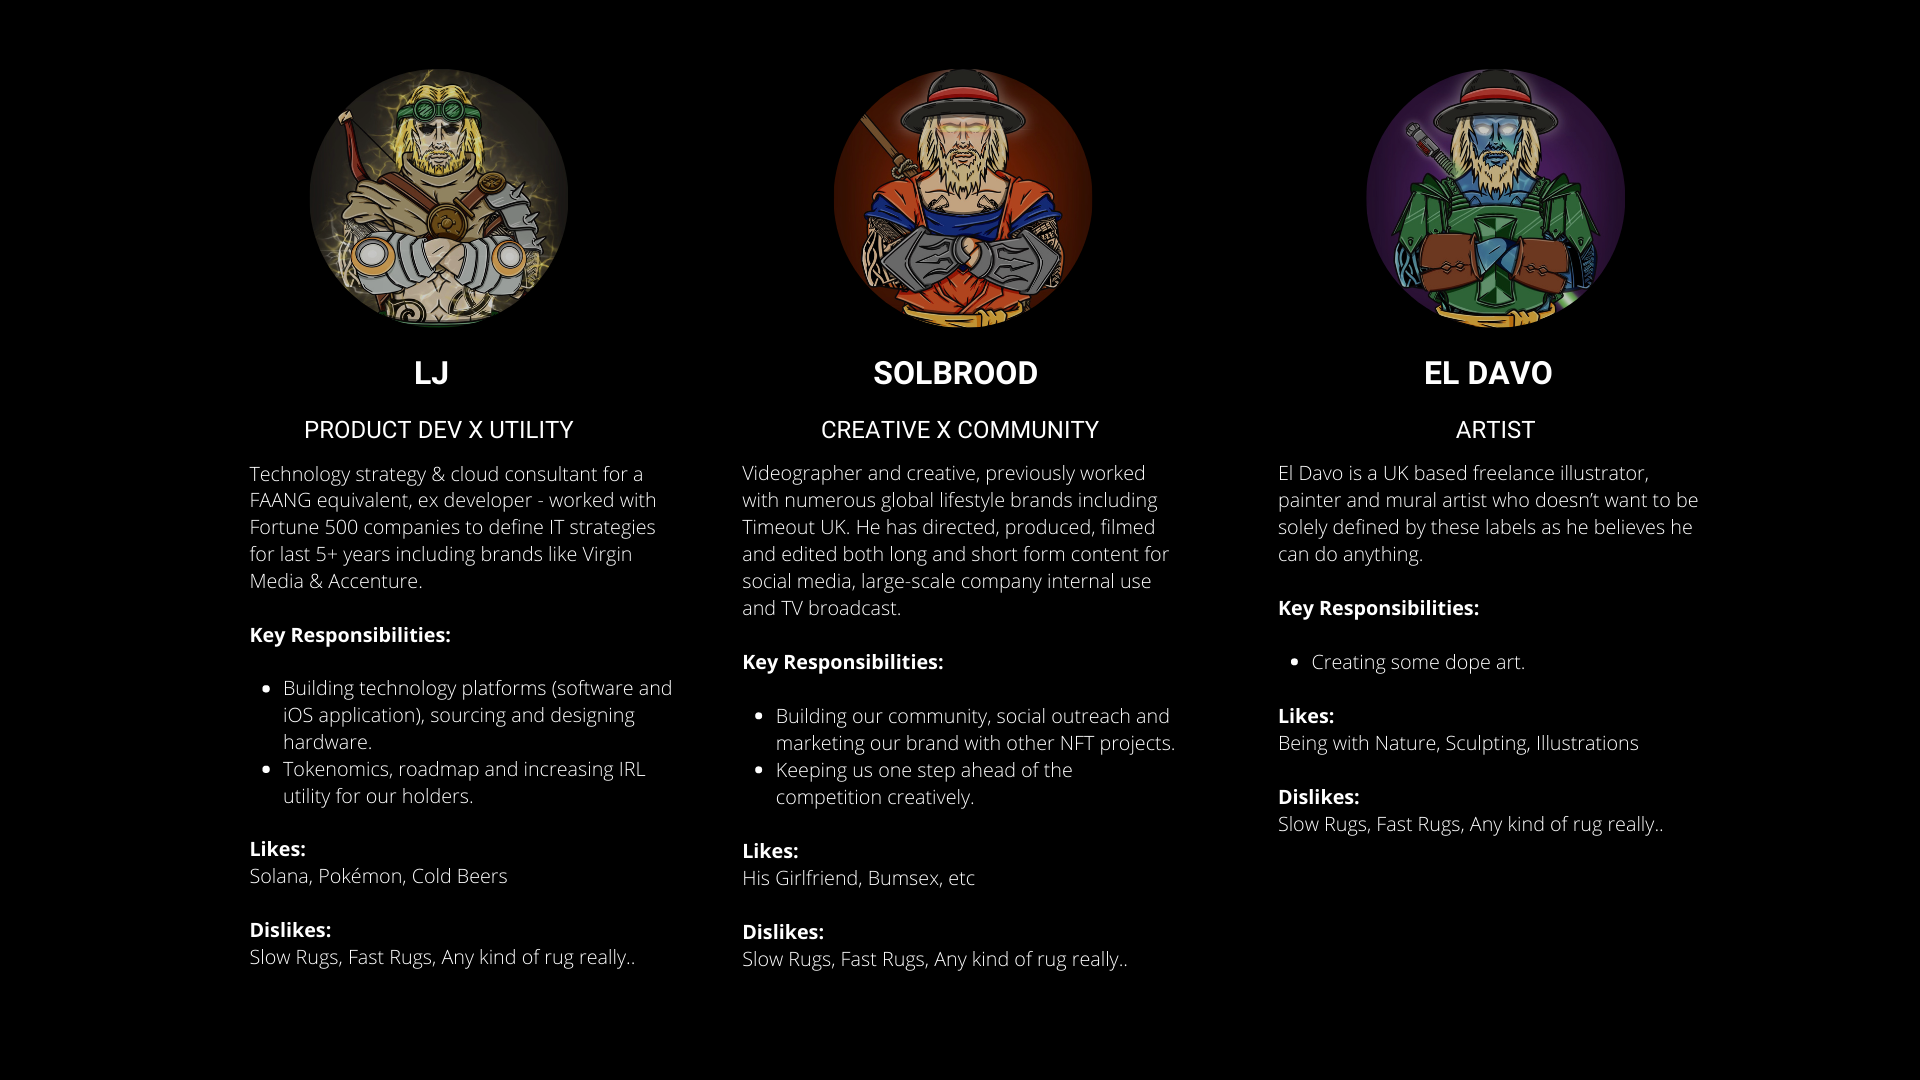 LJ
PRODUCT DEV X UTILITY
Technology strategy & cloud consultant for a
FAANG equivalent, ex developer - worked with
Fortune 500 companies to define IT strategies
for last 5+ years including brands like Virgin
Media & Accenture.
Key Responsibilities:
• Building technology platforms (software and
iOS application), sourcing and designing
hardware.
• Tokenomics, roadmap and increasing IRL
utility for our holders.
Likes:
Solana, Pokémon, Cold Beers
Dislikes:
Slow Rugs, Fast Rugs, Any kind of rug really..
SOLBROOD
CREATIVE X COMMUNITY
Videographer and creative, previously worked
with numerous global lifestyle brands including
Timeout UK. He has directed, produced, filmed
and edited both long and short form content for
social media, large-scale company internal use
and TV broadcast.
Key Responsibilities:
• Building our community, social outreach and
marketing our brand with other NFT projects.
• Keeping us one step ahead of the
competition creatively.
Likes:
His Girlfriend, Bumsex, etc
Dislikes:
Slow Rugs, Fast Rugs, Any kind of rug really..
EL DAVO
ARTIST
El Davo is a UK based freelance illustrator,
painter and mural artist who doesn’t want to be
solely defined by these labels as he believes he
can do anything.
Key Responsibilities:
• Creating some dope art.
Likes:
Being with Nature, Sculpting, Illustrations
Dislikes:
Slow Rugs, Fast Rugs, Any kind of rug really..